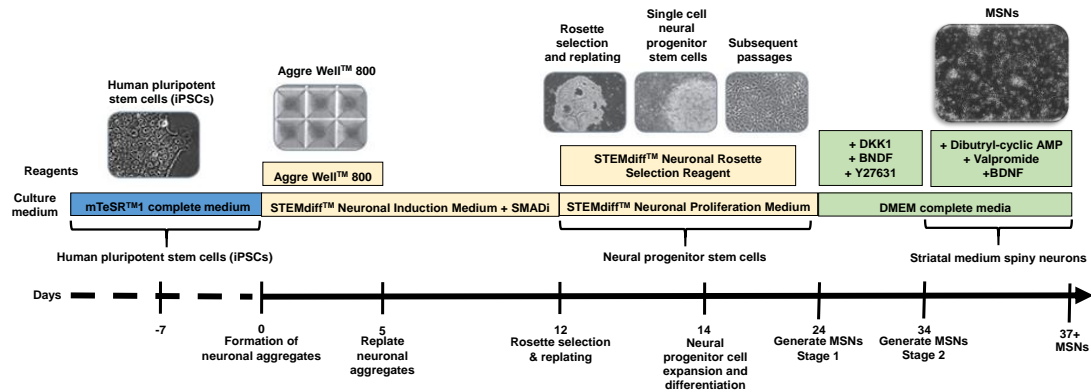 MSNs
Single cell
neural
progenitor
stem cells
Rosette
selection
and replating
Subsequent
passages
Aggre Well™ 800
Human pluripotent
stem cells (iPSCs)
Reagents
Aggre Well™ 800
STEMdiff™ Neuronal Rosette
Selection Reagent
+ DKK1
+ BNDF
+ Y27631
+ Dibutryl-cyclic AMP
+ Valpromide
+BDNF
Culture
medium
mTeSR™1 complete medium
STEMdiff™ Neuronal Induction Medium + SMADi
STEMdiff™ Neuronal Proliferation Medium
DMEM complete media
Human pluripotent stem cells (iPSCs)
Neural progenitor stem cells
Striatal medium spiny neurons
Days
-7
0
5
12
14
24
34
37+
Formation of
neuronal aggregates
Replate
neuronal
aggregates
Rosette selection
& replating
Neural
progenitor cell
expansion and
differentiation
Generate MSNs
Stage 1
Generate MSNs
Stage 2
MSNs